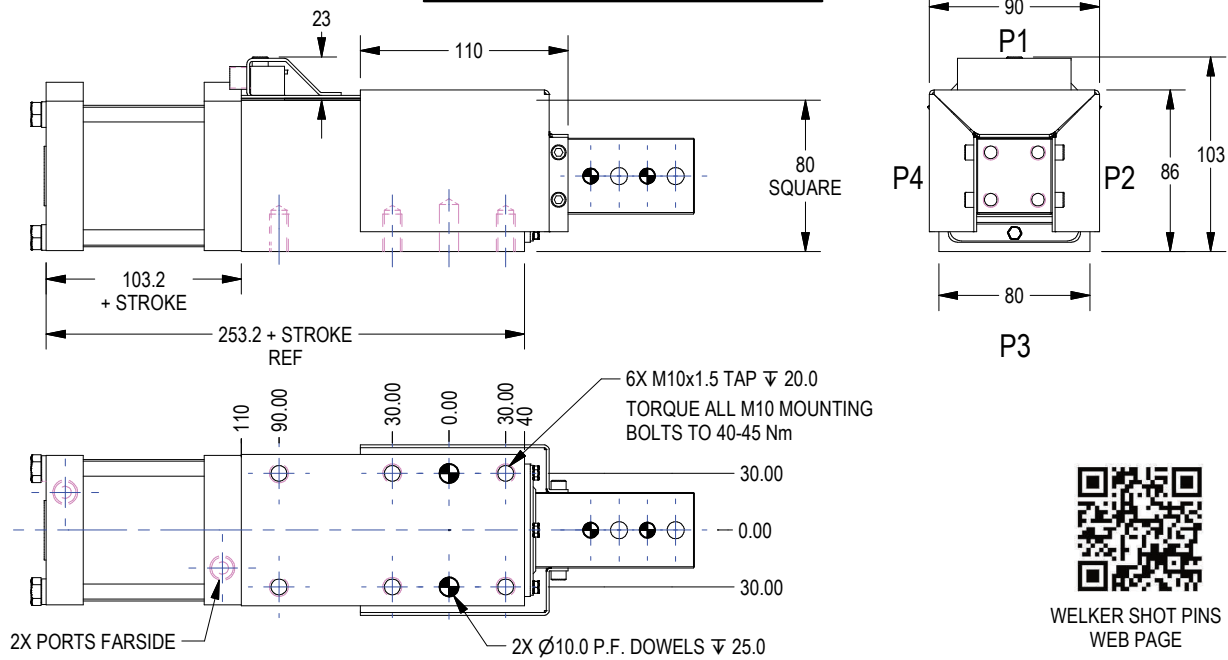 23
110
80
SQUARE
103.2
+ STROKE
253.2 + STROKE
REF
90
P1
P4
P2
86
103
80
P3
110
90.00
30.00
0.00
30.00
40
6X M10x1.5 TAP ↧ 20.0
TORQUE ALL M10 MOUNTING
BOLTS TO 40-45 Nm
30.00
0.00
30.00
2X PORTS FARSIDE
2X Ø10.0 P.F. DOWELS ↧ 25.0
WELKER SHOT PINS
WEB PAGE